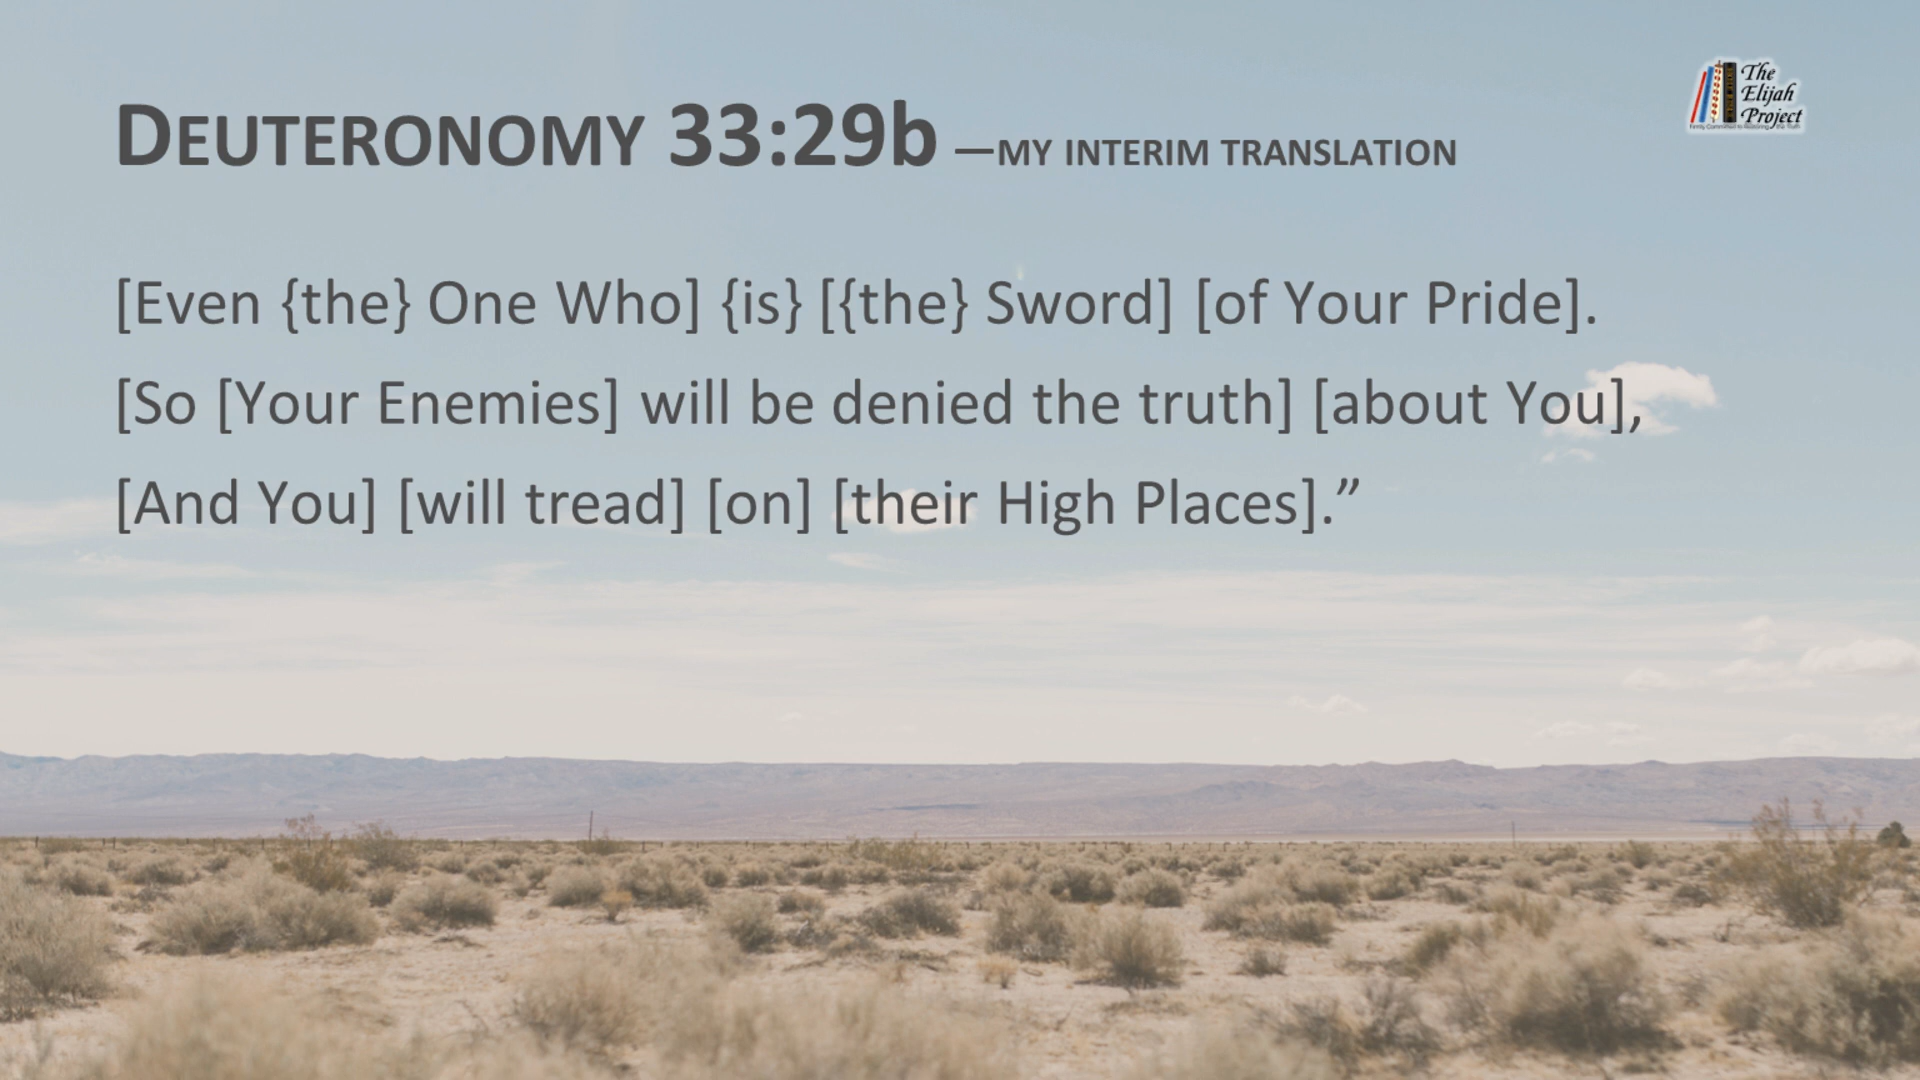 DEUTERONOMY 33:29b —MY INTERIM TRANSLATION
The
Elijah
Project
[Even {the} One Who] {is} [{the} Sword] [of Your Pride].
[So [Your Enemies] will be denied the truth] [about You],
[And You] [will tread] [on] [their High Places].”